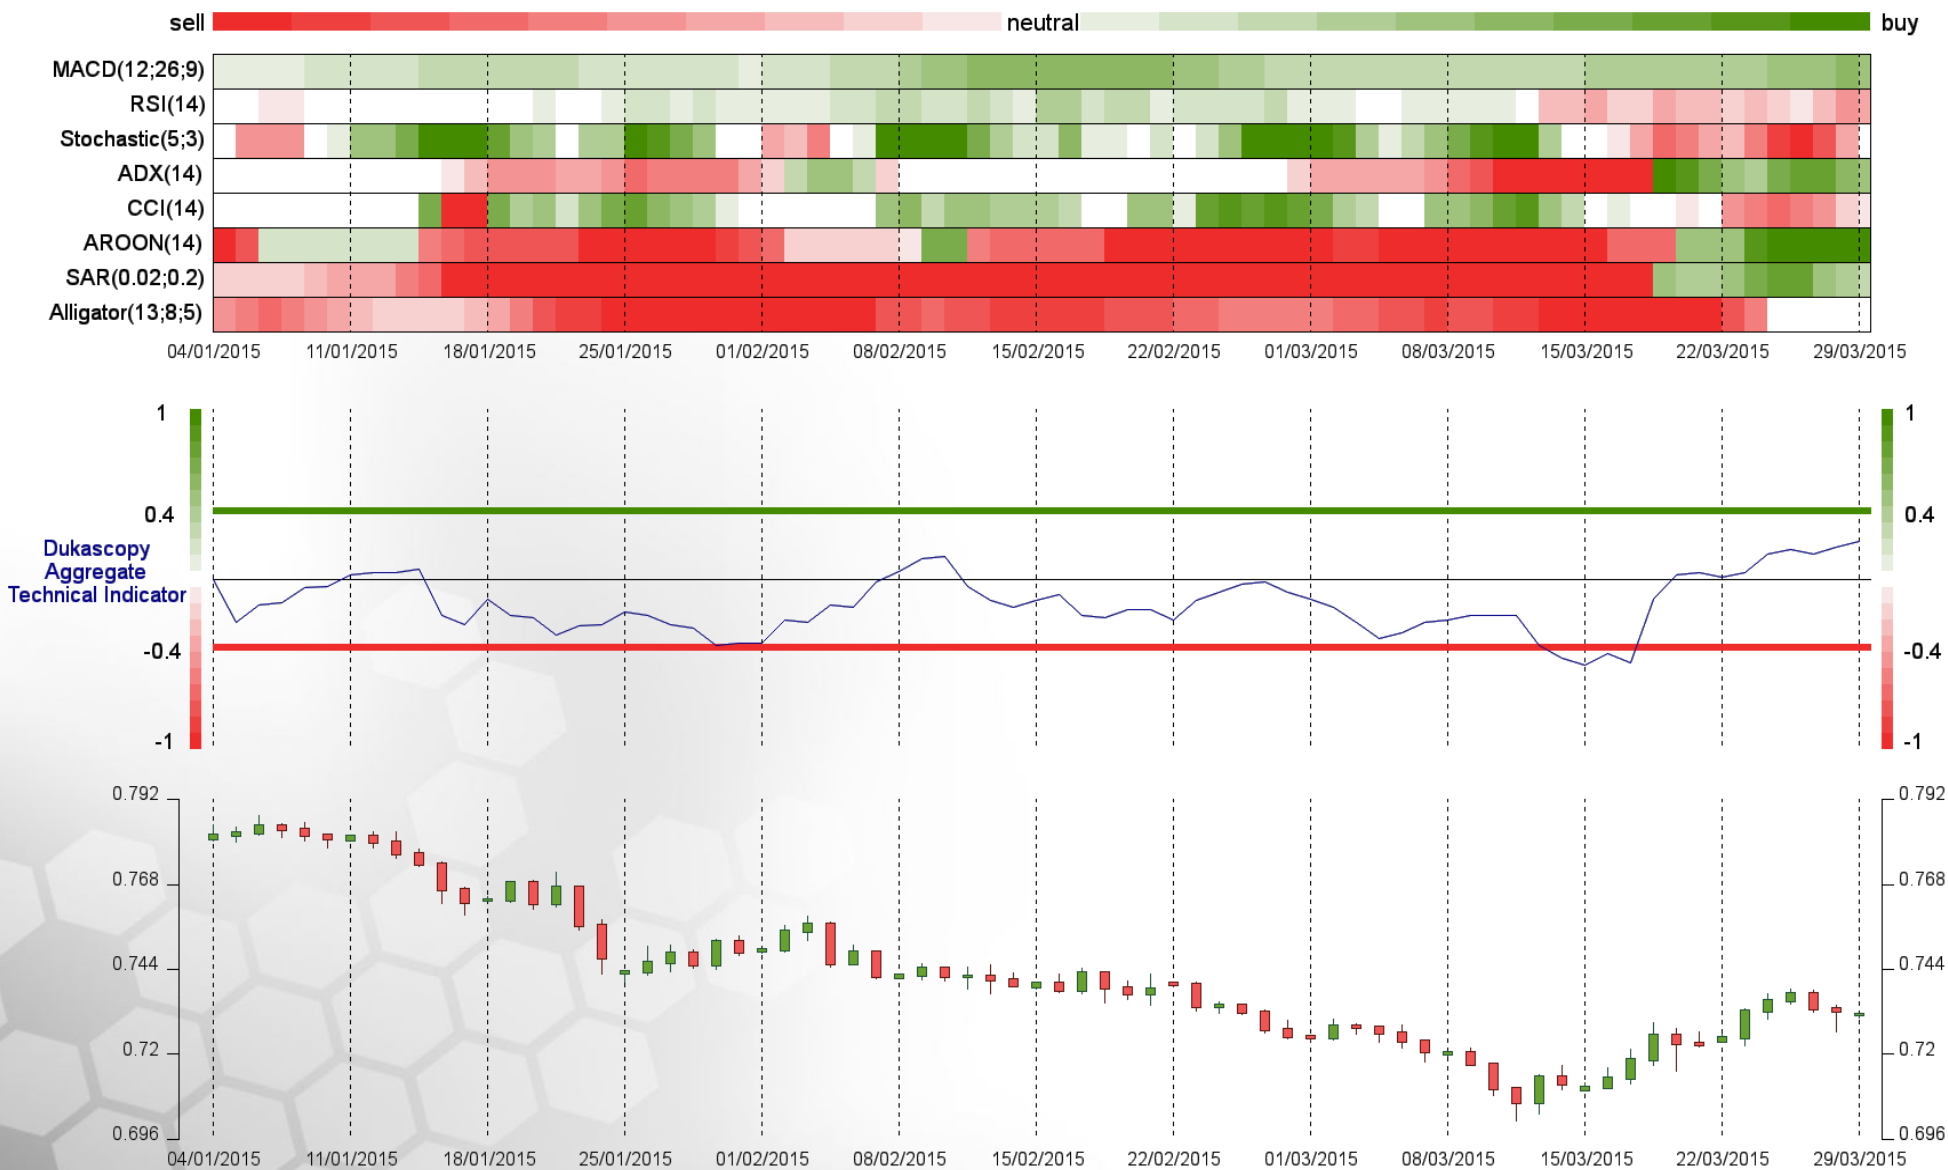 sell neutral buy
MACD(12;26;9)
RSI(14)
Stochastic(5;3)
ADX(14)
CCI(14)
AROON(14)
SAR(0.02;0.2)
Alligator(13;8;5)
04/01/2015 11/01/2015 18/01/2015 25/01/2015 01/02/2015 08/02/2015 15/02/2015 22/02/2015 01/03/2015 08/03/2015 15/03/2015 22/03/2015 29/03/2015
1 1
0.4 0.4
Dukascopy
Aggregate
Technical Indicator
-0.4 -0.4
-1 -1
0.792 0.792
0.768 0.768
0.744 0.744
0.72 0.72
0.696 0.696
04/01/2015 11/01/2015 18/01/2015 25/01/2015 01/02/2015 08/02/2015 15/02/2015 22/02/2015 01/03/2015 08/03/2015 15/03/2015 22/03/2015 29/03/2015